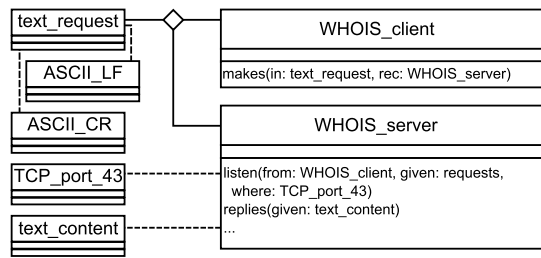 text_request
ASCII_LF
ASCII_CR
TCP_port_43
text_content
WHOIS_client
makes(in: text_request, rec: WHOIS_server)
WHOIS_server
listen(from: WHOIS_client, given: requests,
where: TCP_port_43)
replies(given: text_content)
...